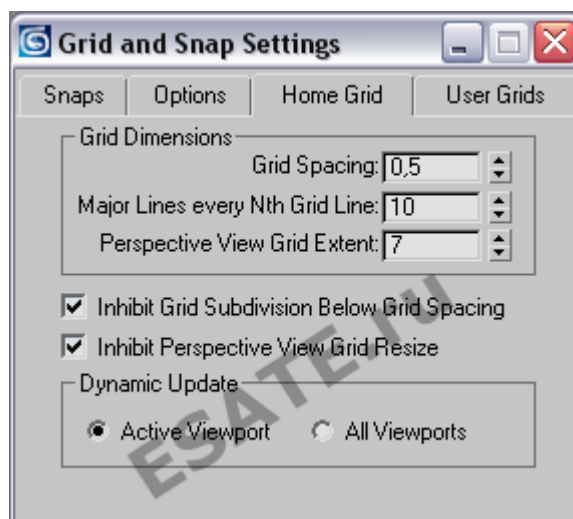 Grid and Snap Settings
Snaps Options Home Grid User Grids
Grid Dimensions
Grid Spacing: 0,5
Major Lines every Nth Grid Line: 10
Perspective View Grid Extent: 7
Inhibit Grid Subdivision Below Grid Spacing
Inhibit Perspective View Grid Resize
Dynamic Update
Active Viewport All Viewports
ESATE.ru